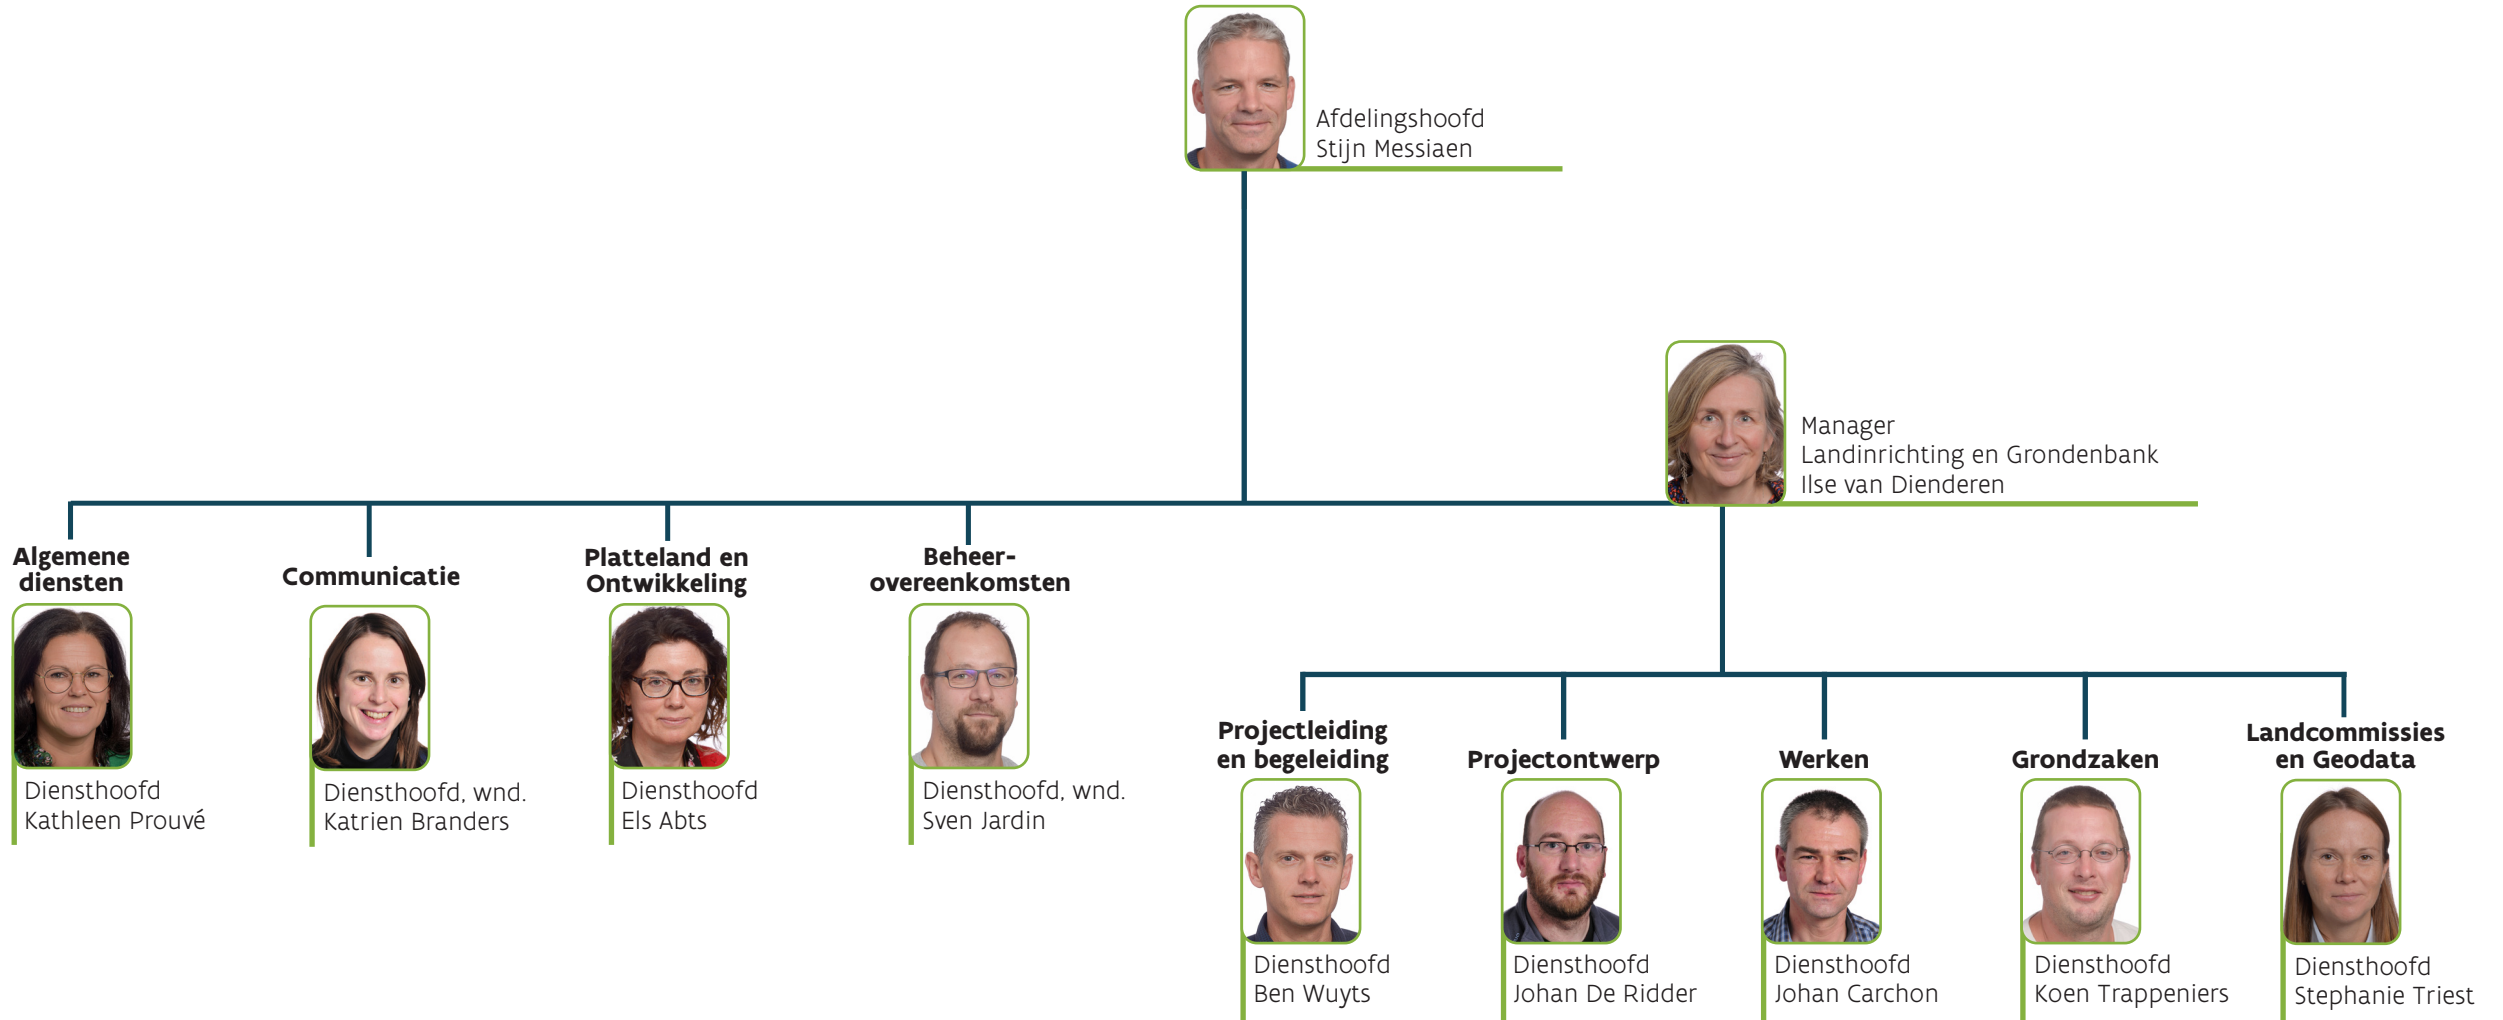 Afdelingshoofd
Stijn Messiaen
Manager
Landinrichting en Grondenbank
Ilse van Dienderen
Algemene
diensten
Diensthoofd
Kathleen Prouvé
Communicatie
Diensthoofd, wnd.
Katrien Branders
Platteland en
Ontwikkeling
Diensthoofd
Els Abts
Beheer-
overeenkomsten
Diensthoofd, wnd.
Sven Jardin
Projectleiding
en begeleiding
Diensthoofd
Ben Wuyts
Projectontwerp
Diensthoofd
Johan De Ridder
Werken
Diensthoofd
Johan Carchon
Grondzaken
Diensthoofd
Koen Trappeniers
Landcommissies
en Geodata
Diensthoofd
Stephanie Triest